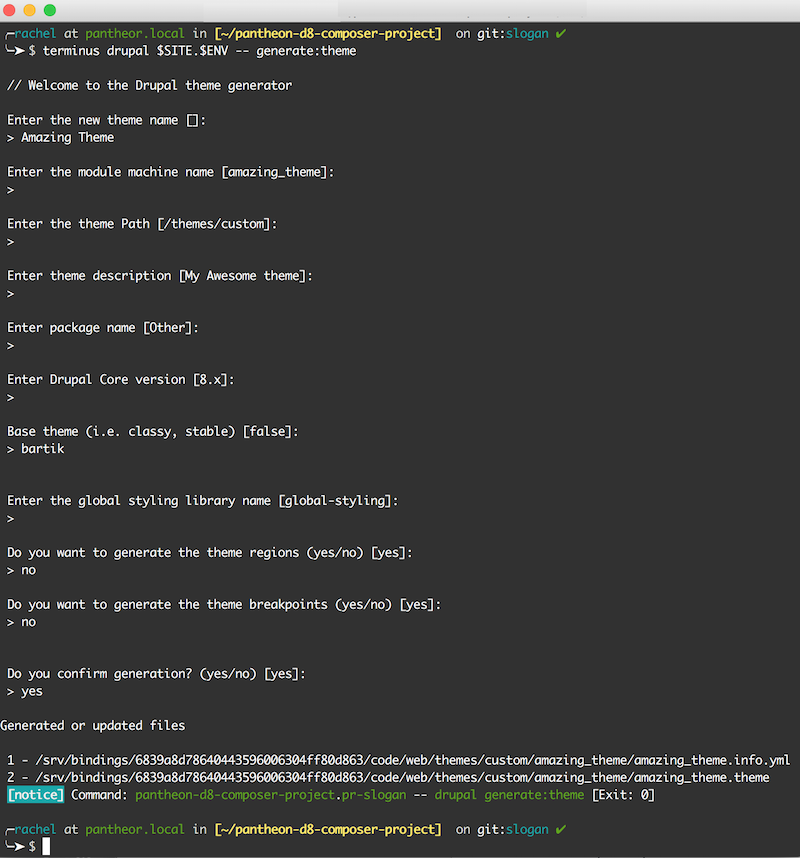 ╭─rachel at pantheor.local in [~/pantheon-d8-composer-project]  on git:slogan ✔
╰─➤ $ terminus drupal $SITE.$ENV -- generate:theme
// Welcome to the Drupal theme generator
Enter the new theme name []:
> Amazing Theme
Enter the module machine name [amazing_theme]:
>
Enter the theme Path [/themes/custom]:
>
Enter theme description [My Awesome theme]:
>
Enter package name [Other]:
>
Enter Drupal Core version [8.x]:
>
Base theme (i.e. classy, stable) [false]:
> bartik
Enter the global styling library name [global-styling]:
>
Do you want to generate the theme regions (yes/no) [yes]:
> no
Do you want to generate the theme breakpoints (yes/no) [yes]:
> no
Do you confirm generation? (yes/no) [yes]:
> yes
Generated or updated files
1 - /srv/bindings/6839a8d78640443596006304ff80d863/code/web/themes/custom/amazing_theme/amazing_theme.info.yml
2 - /srv/bindings/6839a8d78640443596006304ff80d863/code/web/themes/custom/amazing_theme/amazing_theme.theme
[notice] Command: pantheon-d8-composer-project.pr-slogan -- drupal generate:theme [Exit: 0]
╭─rachel at pantheor.local in [~/pantheon-d8-composer-project]  on git:slogan ✔
╰─➤ $